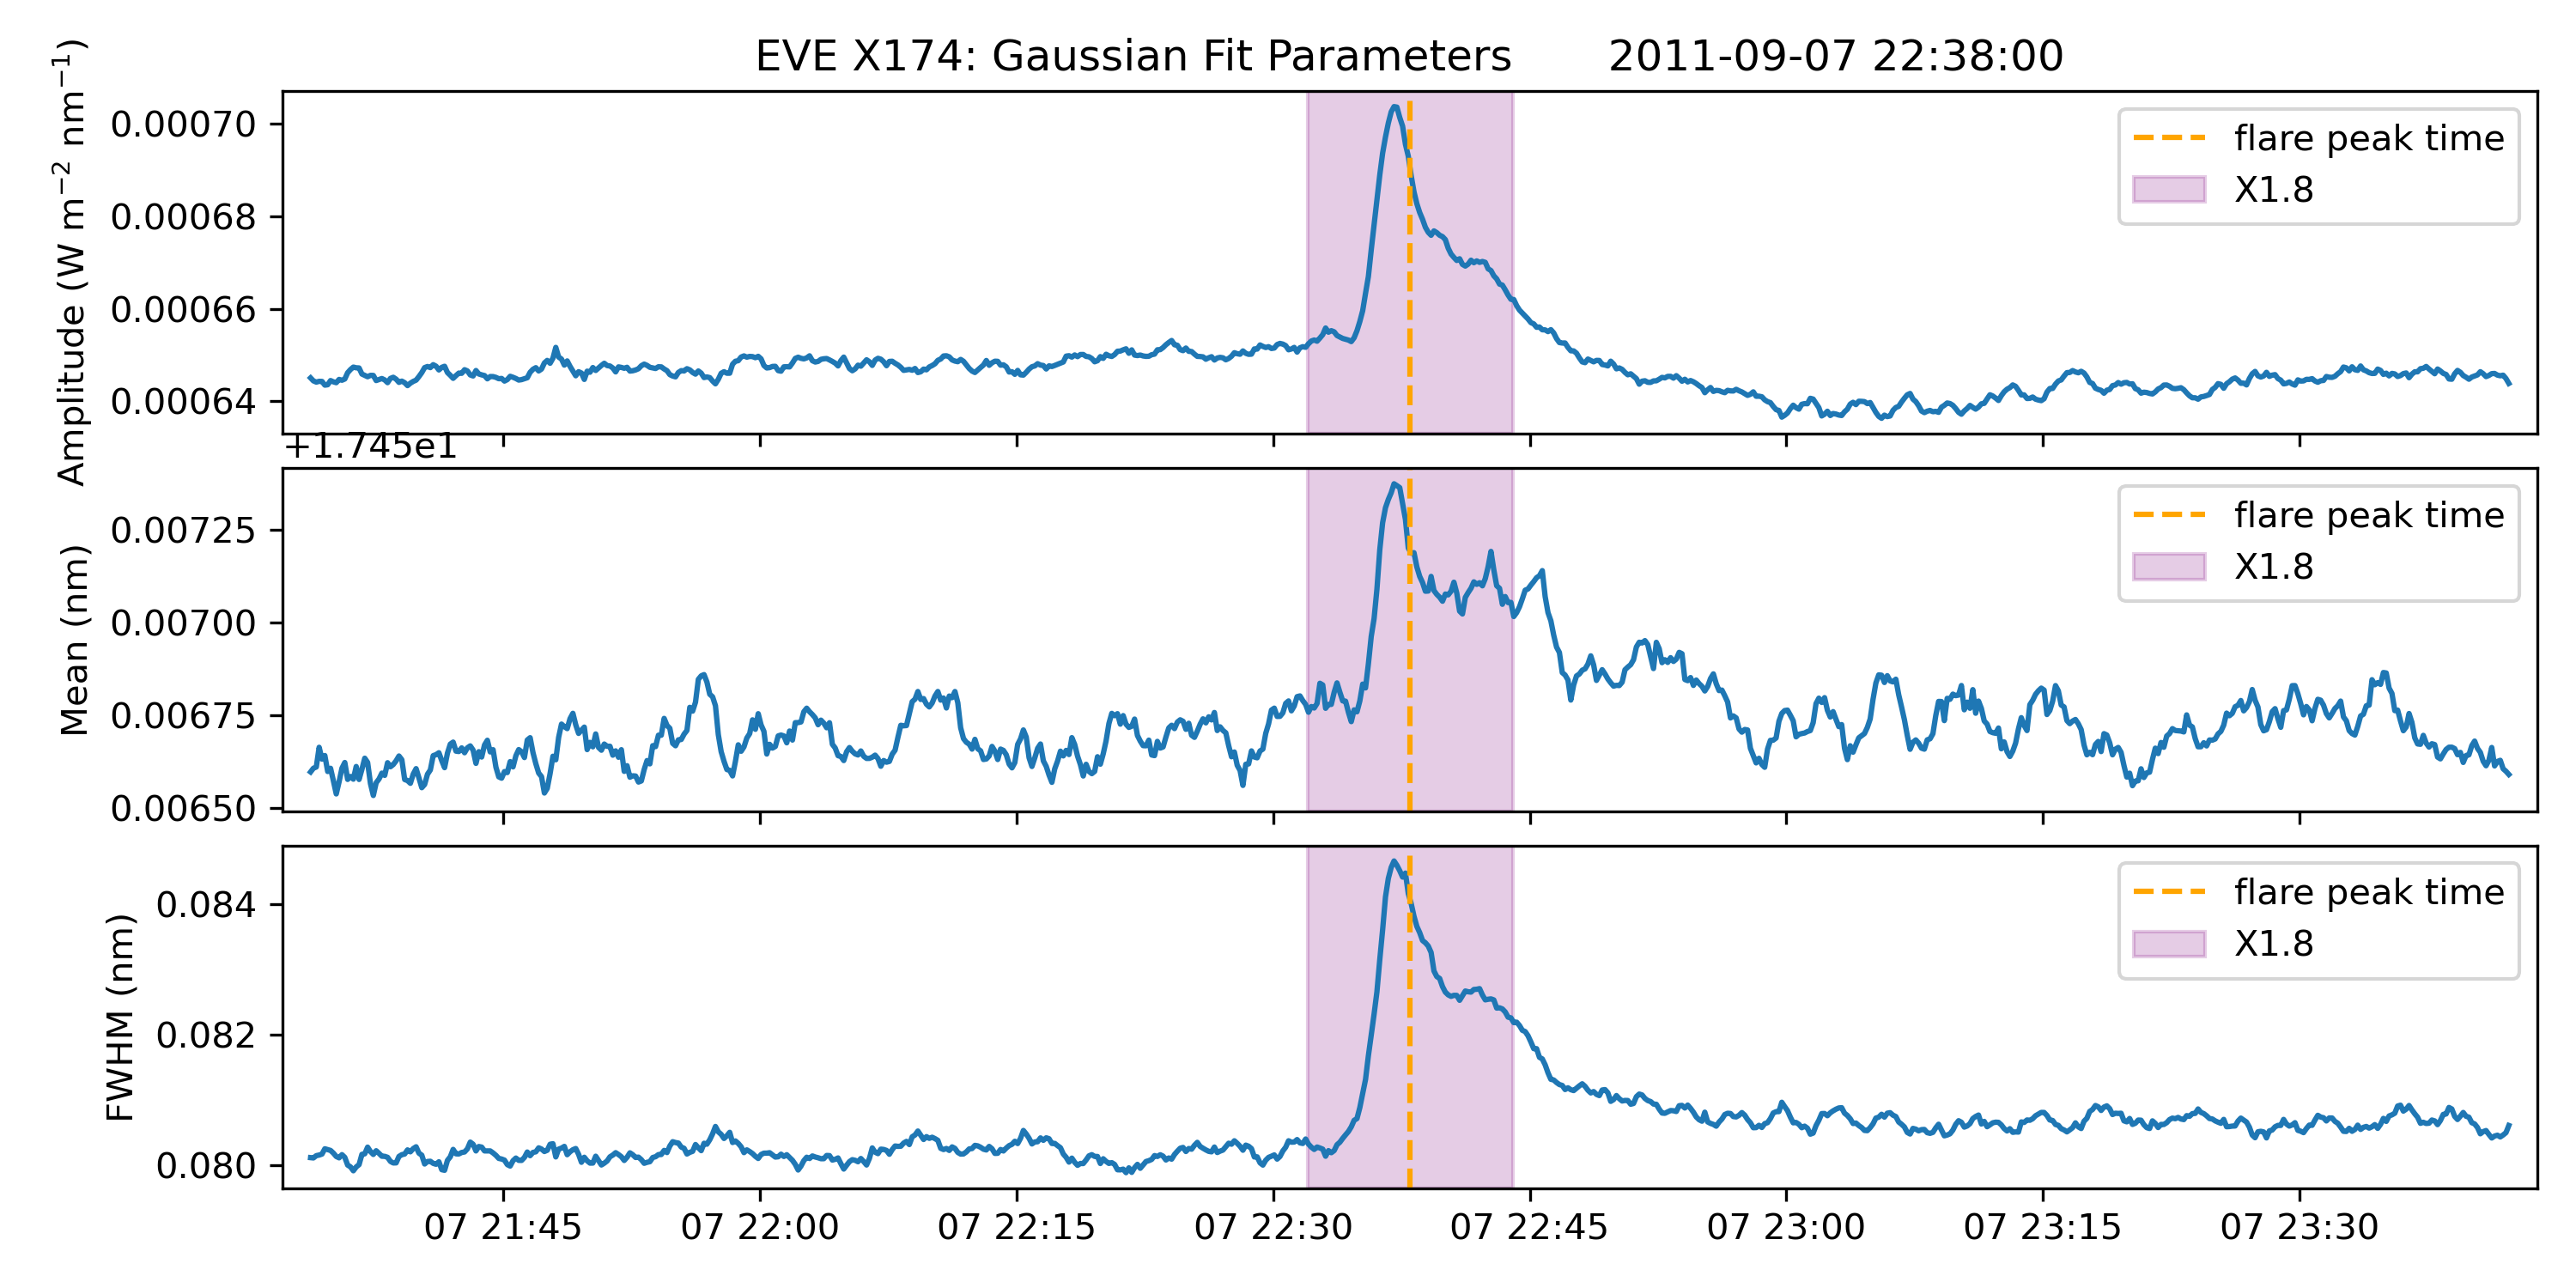 EVE X174: Gaussian Fit Parameters 2011-09-07 22:38:00
Amplitude (W m⁻² nm⁻¹)
0.00070
0.00068
0.00066
0.00064
flare peak time
X1.8
+1.745e1
Mean (nm)
0.00725
0.00700
0.00675
0.00650
flare peak time
X1.8
FWHM (nm)
0.084
0.082
0.080
flare peak time
X1.8
07 21:45 07 22:00 07 22:15 07 22:30 07 22:45 07 23:00 07 23:15 07 23:30